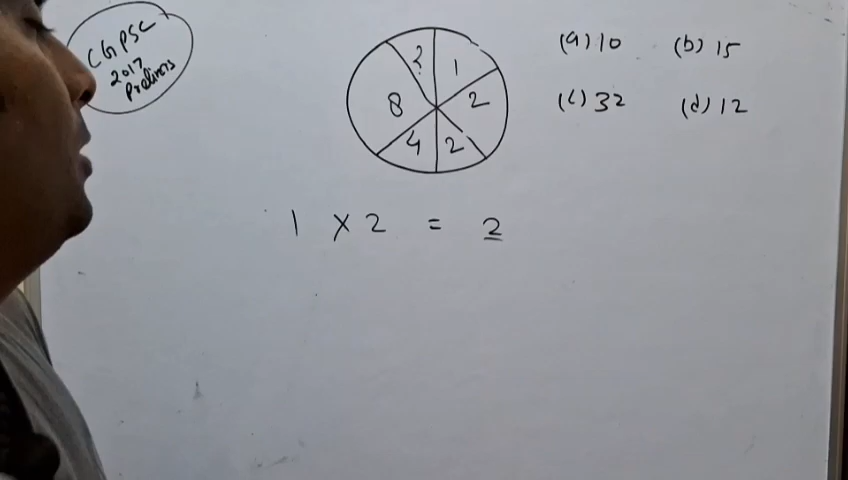 CGPSC
2017
Prelims
?
1
2
2
4
8
(a) 10 (b) 15
(c) 32 (d) 12
1 × 2 = 2